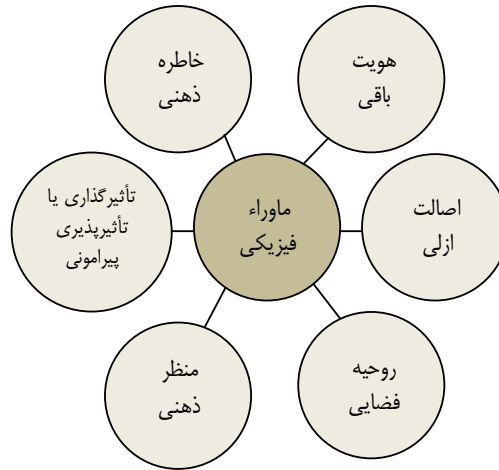 هویت
باقی
خاطره
ذهنی
اصالت
ازلی
ماوراء
فیزیکی
تأثیرگذاری یا
تأثیرپذیری
پیرامونی
روحیه
فضایی
منظر
ذهنی